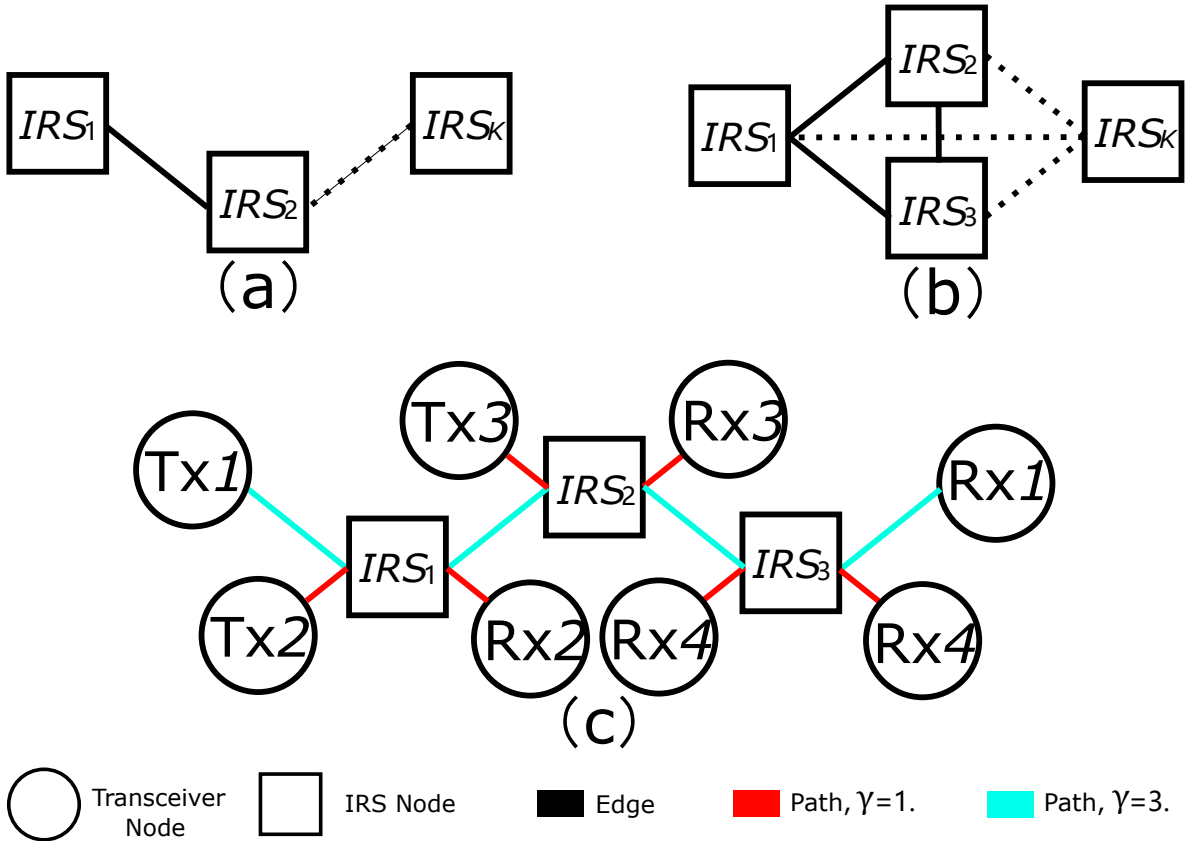 IRS₁
IRS₂
IRSₖ
(a)
IRS₁
IRS₂
IRS₃
IRSₖ
(b)
Tx1
Tx2
Tx3
Rx3
Rx1
IRS₁
IRS₂
IRS₃
Rx2
Rx4
Rx4
(c)
Transceiver
Node
IRS Node
Edge
Path, γ=1.
Path, γ=3.